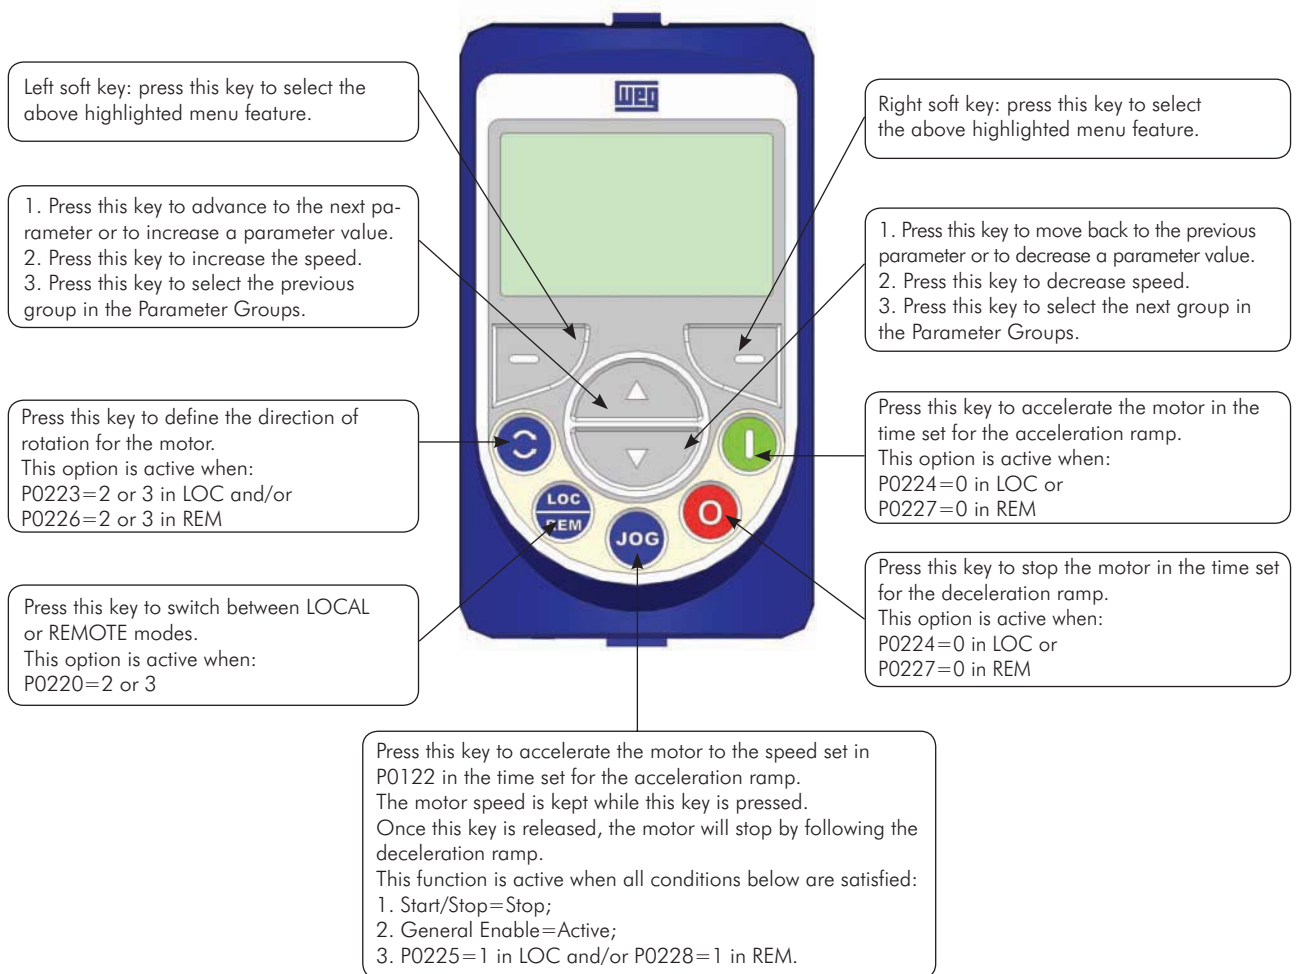 Left soft key: press this key to select the
above highlighted menu feature.
1. Press this key to advance to the next pa-
rameter or to increase a parameter value.
2. Press this key to increase the speed.
3. Press this key to select the previous
group in the Parameter Groups.
Press this key to define the direction of
rotation for the motor.
This option is active when:
P0223=2 or 3 in LOC and/or
P0226=2 or 3 in REM
Press this key to switch between LOCAL
or REMOTE modes.
This option is active when:
P0220=2 or 3
weg
LOC
REM
JOG
Right soft key: press this key to select
the above highlighted menu feature.
1. Press this key to move back to the previous
parameter or to decrease a parameter value.
2. Press this key to decrease speed.
3. Press this key to select the next group in
the Parameter Groups.
Press this key to accelerate the motor in the
time set for the acceleration ramp.
This option is active when:
P0224=0 in LOC or
P0227=0 in REM
Press this key to stop the motor in the time set
for the deceleration ramp.
This option is active when:
P0224=0 in LOC or
P0227=0 in REM
Press this key to accelerate the motor to the speed set in
P0122 in the time set for the acceleration ramp.
The motor speed is kept while this key is pressed.
Once this key is released, the motor will stop by following the
deceleration ramp.
This function is active when all conditions below are satisfied:
1. Start/Stop=Stop;
2. General Enable=Active;
3. P0225=1 in LOC and/or P0228=1 in REM.